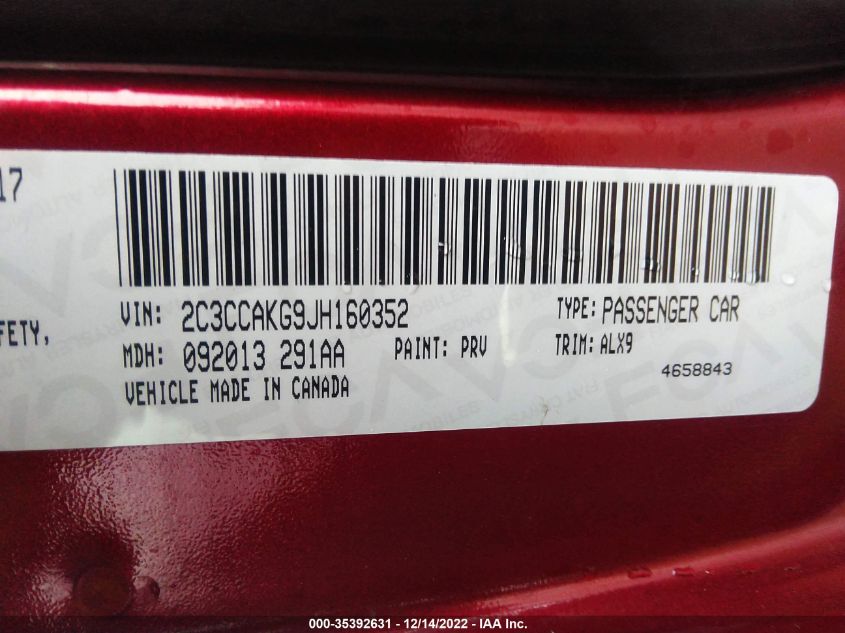 17
VIN: 2C3CCAKG9JH160352 TYPE: PASSENGER CAR
FETY,
MDH: 092013 291AA PAINT: PRV TRIM: ALX9
VEHICLE MADE IN CANADA 4658843
000-35392631 - 12/14/2022 - IAA Inc.